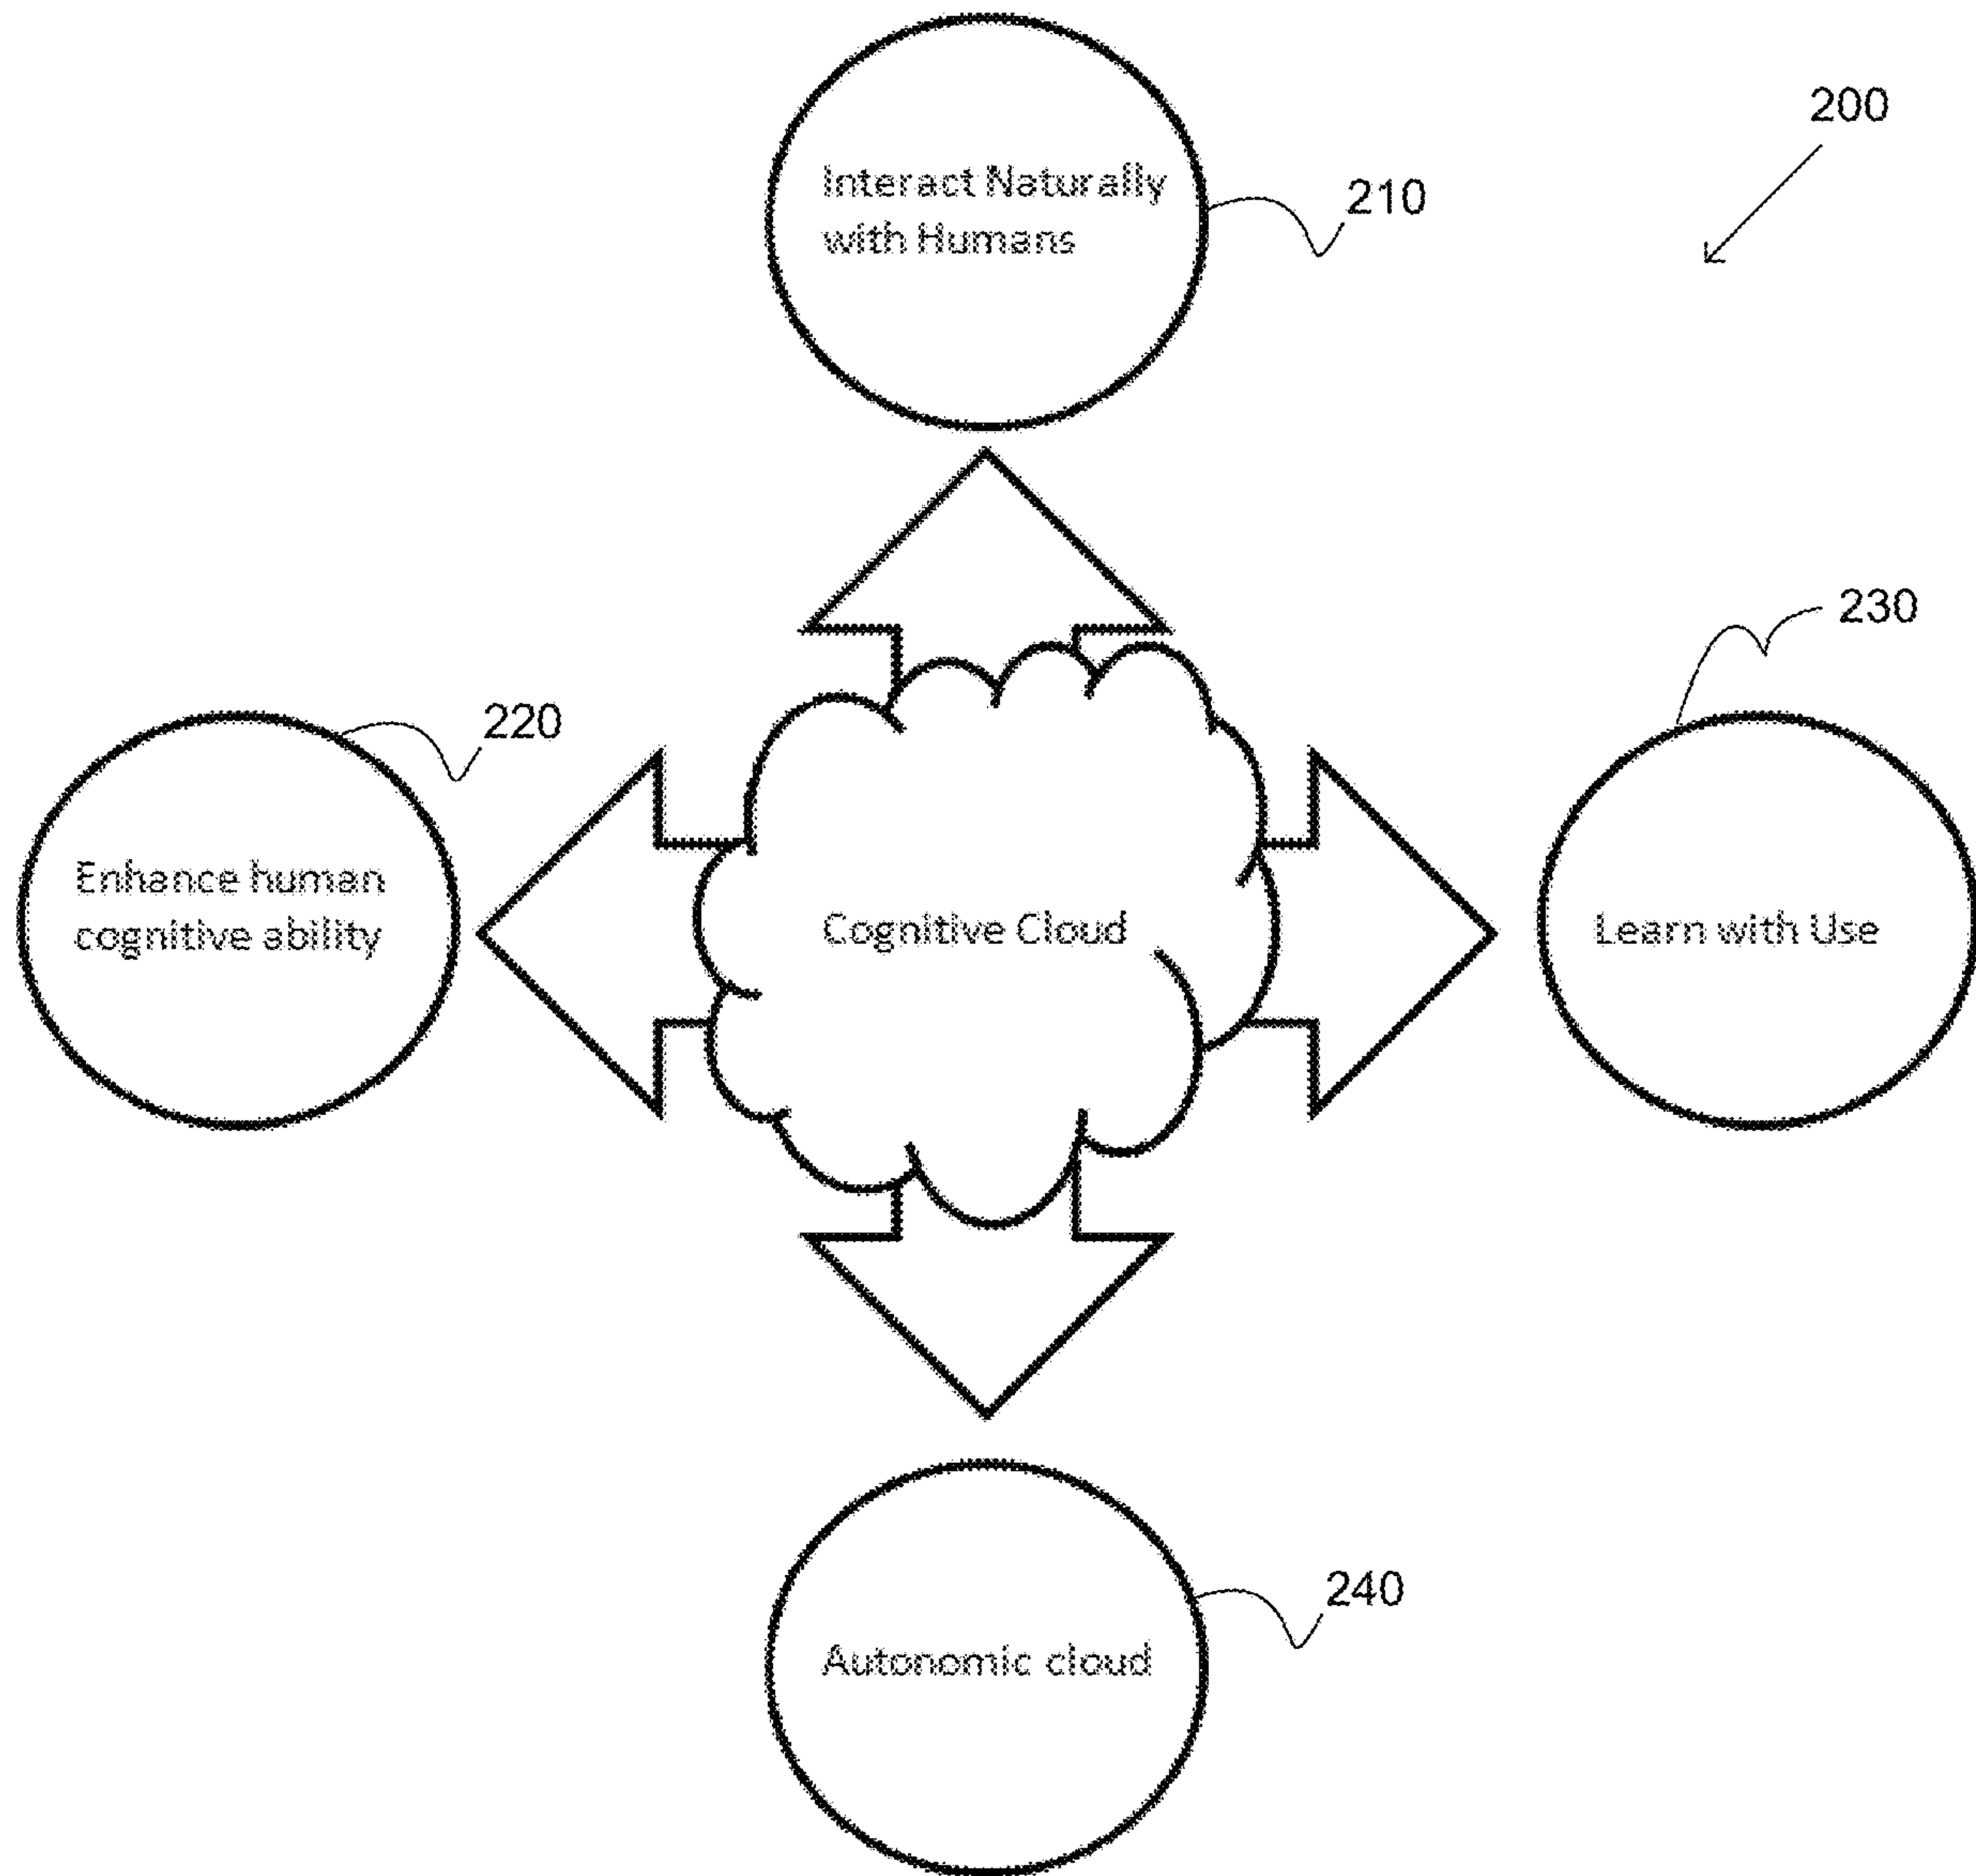 200
Interact Naturally
with Humans
210
230
220
Enhance human
cognitive ability
Cognitive Cloud
Learn with Use
240
Autonomic cloud